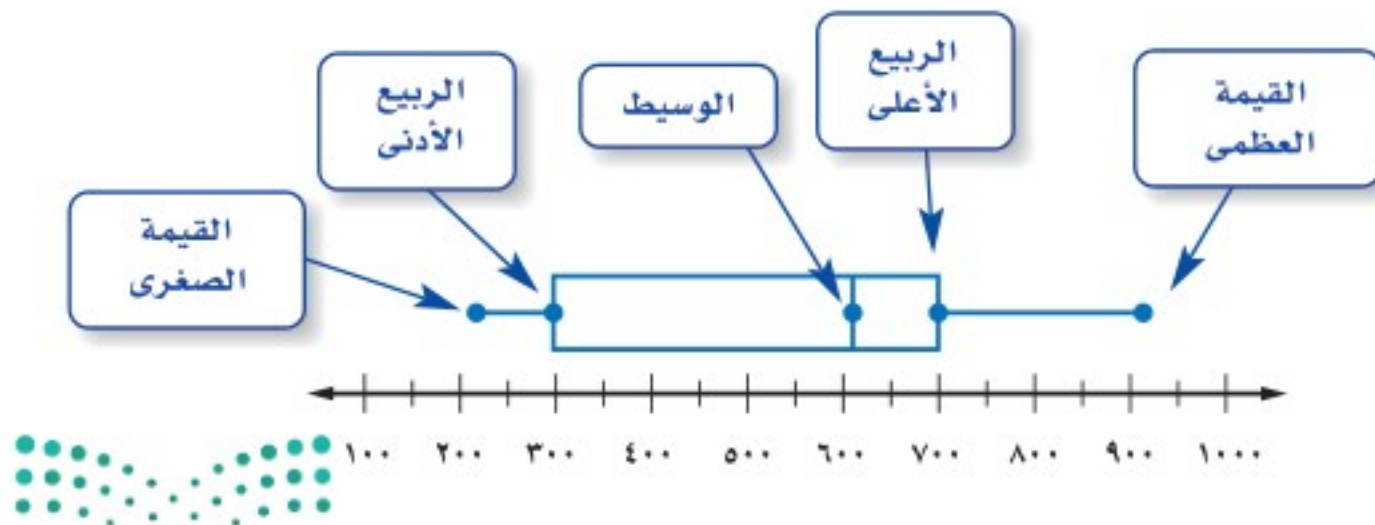 القيمة
العظمى
الربيع
الأعلى
الوسيط
الربيع
الأدنى
القيمة
الصغرى
١٠٠ ٢٠٠ ٣٠٠ ٤٠٠ ٥٠٠ ٦٠٠ ٧٠٠ ٨٠٠ ٩٠٠ ١٠٠٠